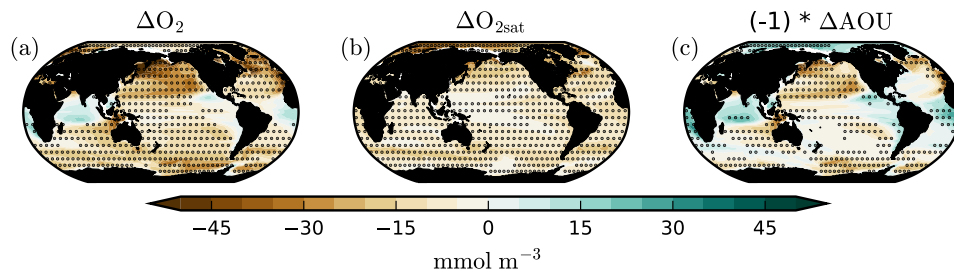 ΔO₂ ΔO₂sat (-1) * ΔAOU
(a) (b) (c)
−45 −30 −15 0 15 30 45
mmol m⁻³